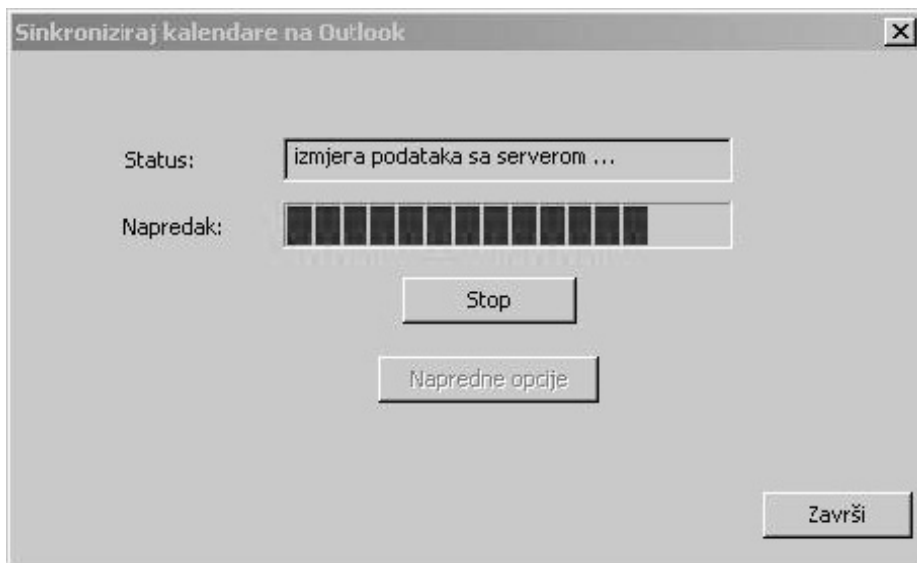 Sinkroniziraj kalendare na Outlook
Status:
izmjera podataka sa serverom ...
Napredak:
Stop
Napredne opcije
Završi